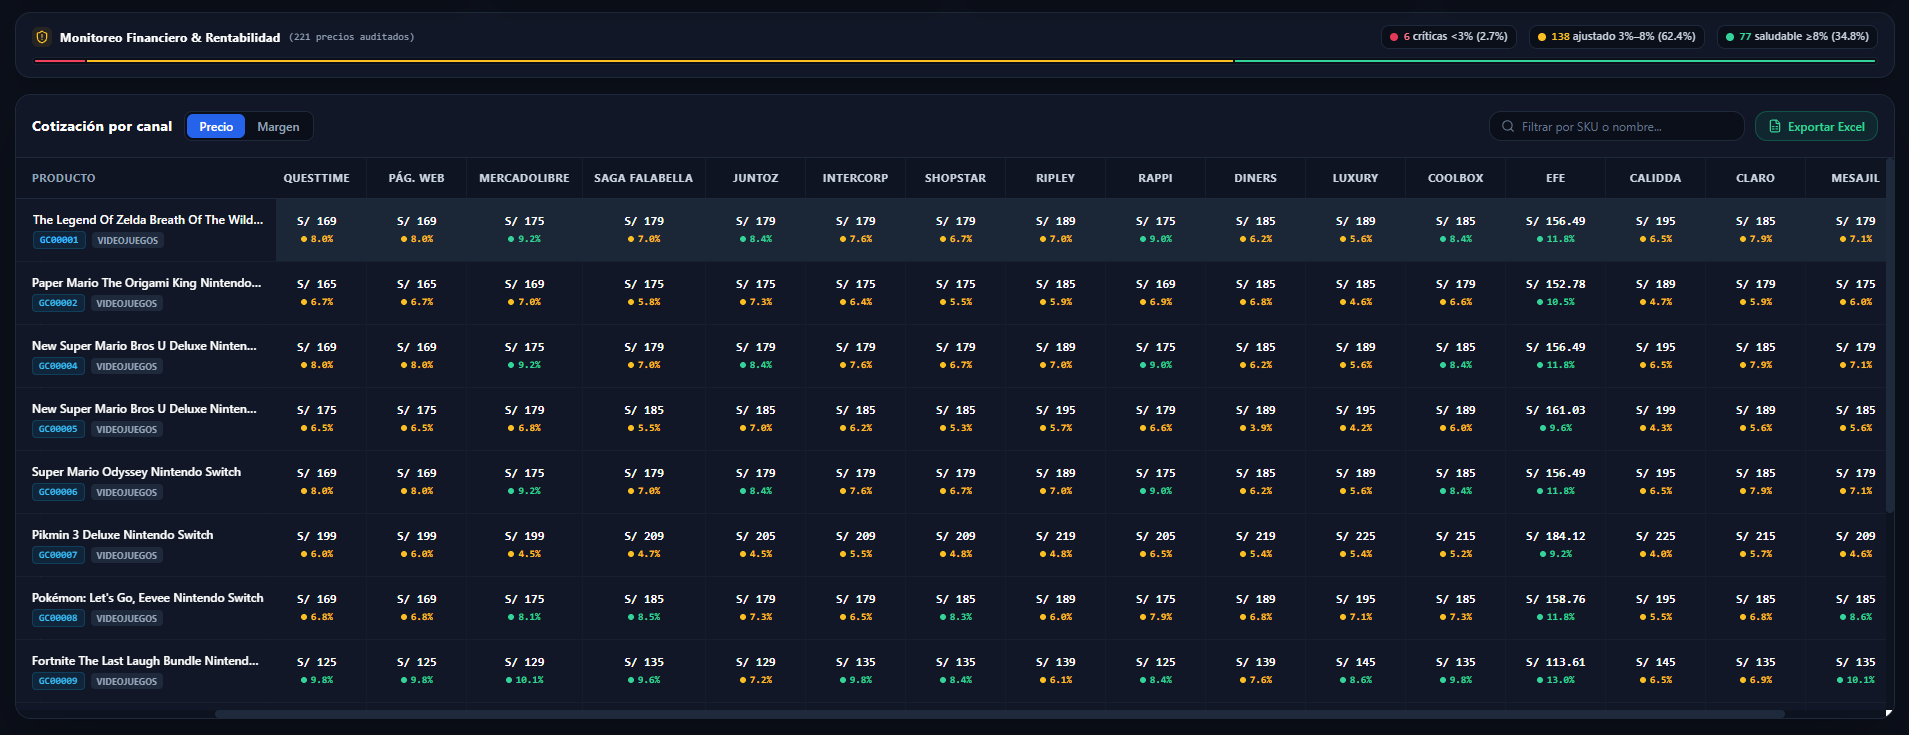 Monitoreo Financiero & Rentabilidad (221 precios auditados) 6 críticas <3% (2.7%) 138 ajustado 3%–8% (62.4%) 77 saludable ≥8% (34.8%)
Cotización por canal Precio Margen Filtrar por SKU o nombre... Exportar Excel
PRODUCTO QUESTTIME PÁG. WEB MERCADOLIBRE SAGA FALABELLA JUNTOZ INTERCORP SHOPSTAR RIPLEY RAPPI DINERS LUXURY COOLBOX EFE CALIDDA CLARO MESAJIL
The Legend Of Zelda Breath Of The Wild... S/ 169 S/ 169 S/ 175 S/ 179 S/ 179 S/ 179 S/ 179 S/ 189 S/ 175 S/ 185 S/ 189 S/ 185 S/ 156.49 S/ 195 S/ 185 S/ 179
GC00001 VIDEOJUEGOS 8.0% 8.0% 9.2% 7.0% 8.4% 7.6% 6.7% 7.0% 9.0% 6.2% 5.6% 8.4% 11.8% 6.5% 7.9% 7.1%
Paper Mario The Origami King Nintendo... S/ 165 S/ 165 S/ 169 S/ 175 S/ 175 S/ 175 S/ 175 S/ 185 S/ 169 S/ 185 S/ 185 S/ 179 S/ 152.78 S/ 189 S/ 179 S/ 175
GC00002 VIDEOJUEGOS 6.7% 6.7% 7.0% 5.8% 7.3% 6.4% 5.5% 5.9% 6.9% 6.8% 4.6% 6.6% 10.5% 4.7% 5.9% 6.0%
New Super Mario Bros U Deluxe Ninten... S/ 169 S/ 169 S/ 175 S/ 179 S/ 179 S/ 179 S/ 179 S/ 189 S/ 175 S/ 185 S/ 189 S/ 185 S/ 156.49 S/ 195 S/ 185 S/ 179
GC00004 VIDEOJUEGOS 8.0% 8.0% 9.2% 7.0% 8.4% 7.6% 6.7% 7.0% 9.0% 6.2% 5.6% 8.4% 11.8% 6.5% 7.9% 7.1%
New Super Mario Bros U Deluxe Ninten... S/ 175 S/ 175 S/ 179 S/ 185 S/ 185 S/ 185 S/ 185 S/ 195 S/ 179 S/ 189 S/ 195 S/ 189 S/ 161.03 S/ 199 S/ 189 S/ 185
GC00005 VIDEOJUEGOS 6.5% 6.5% 6.8% 5.5% 7.0% 6.2% 5.3% 5.7% 6.6% 3.9% 4.2% 6.0% 9.6% 4.3% 5.6% 5.6%
Super Mario Odyssey Nintendo Switch S/ 169 S/ 169 S/ 175 S/ 179 S/ 179 S/ 179 S/ 179 S/ 189 S/ 175 S/ 185 S/ 189 S/ 185 S/ 156.49 S/ 195 S/ 185 S/ 179
GC00006 VIDEOJUEGOS 8.0% 8.0% 9.2% 7.0% 8.4% 7.6% 6.7% 7.0% 9.0% 6.2% 5.6% 8.4% 11.8% 6.5% 7.9% 7.1%
Pikmin 3 Deluxe Nintendo Switch S/ 199 S/ 199 S/ 199 S/ 209 S/ 205 S/ 209 S/ 209 S/ 219 S/ 205 S/ 219 S/ 225 S/ 215 S/ 184.12 S/ 225 S/ 215 S/ 209
GC00007 VIDEOJUEGOS 6.0% 6.0% 4.5% 4.7% 4.5% 5.5% 4.8% 4.8% 6.5% 5.4% 5.4% 5.2% 9.2% 4.0% 5.7% 4.6%
Pokémon: Let's Go, Eevee Nintendo Switch S/ 169 S/ 169 S/ 175 S/ 185 S/ 179 S/ 179 S/ 185 S/ 189 S/ 175 S/ 189 S/ 195 S/ 185 S/ 158.76 S/ 195 S/ 185 S/ 185
GC00008 VIDEOJUEGOS 6.8% 6.8% 8.1% 8.5% 7.3% 6.5% 8.3% 6.0% 7.9% 6.8% 7.1% 7.3% 11.8% 5.5% 6.8% 8.6%
Fortnite The Last Laugh Bundle Nintend... S/ 125 S/ 125 S/ 129 S/ 135 S/ 129 S/ 135 S/ 135 S/ 139 S/ 125 S/ 139 S/ 145 S/ 135 S/ 113.61 S/ 145 S/ 135 S/ 135
GC00009 VIDEOJUEGOS 9.8% 9.8% 10.1% 9.6% 7.2% 9.8% 8.4% 6.1% 8.4% 7.6% 8.6% 9.8% 13.0% 6.5% 6.9% 10.1%